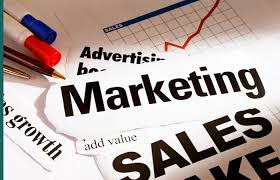 SALES
Advertising
Marketing
s growth
add value
SALES